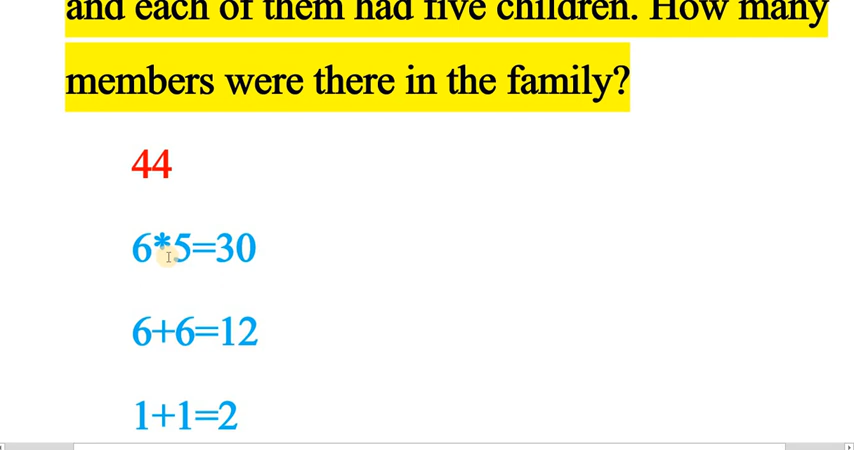 and each of them had five children. How many
members were there in the family?
44
6*5=30
6+6=12
1+1=2